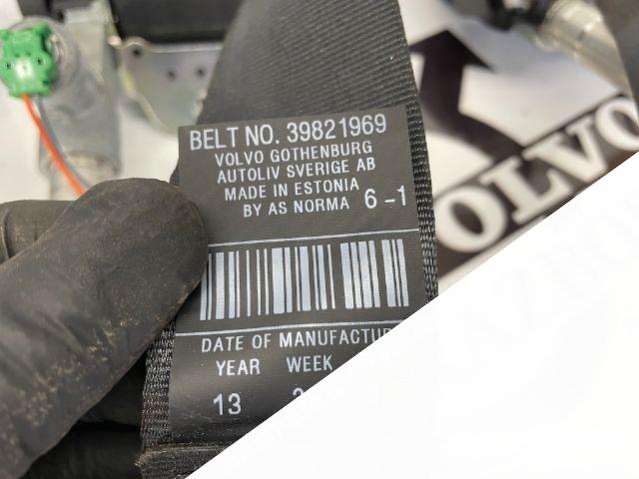 BELT NO. 39821969
VOLVO GOTHENBURG
AUTOLIV SVERIGE AB
MADE IN ESTONIA
BY AS NORMA 6-1
DATE OF
YEAR WEEK
13
VOLVO